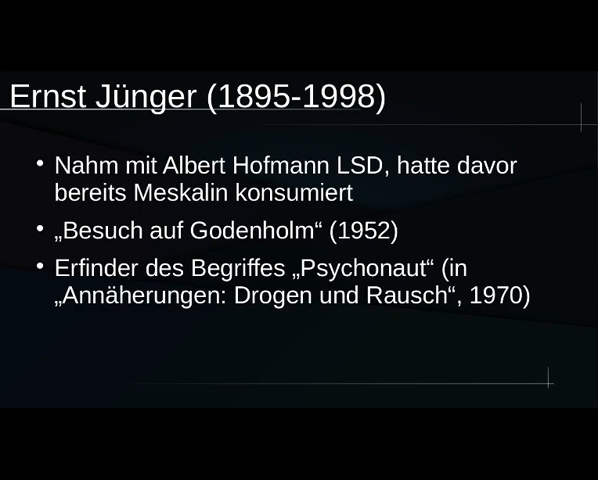 Ernst Jünger (1895-1998)
• Nahm mit Albert Hofmann LSD, hatte davor
bereits Meskalin konsumiert
• „Besuch auf Godenholm“ (1952)
• Erfinder des Begriffes „Psychonaut“ (in
„Annäherungen: Drogen und Rausch“, 1970)